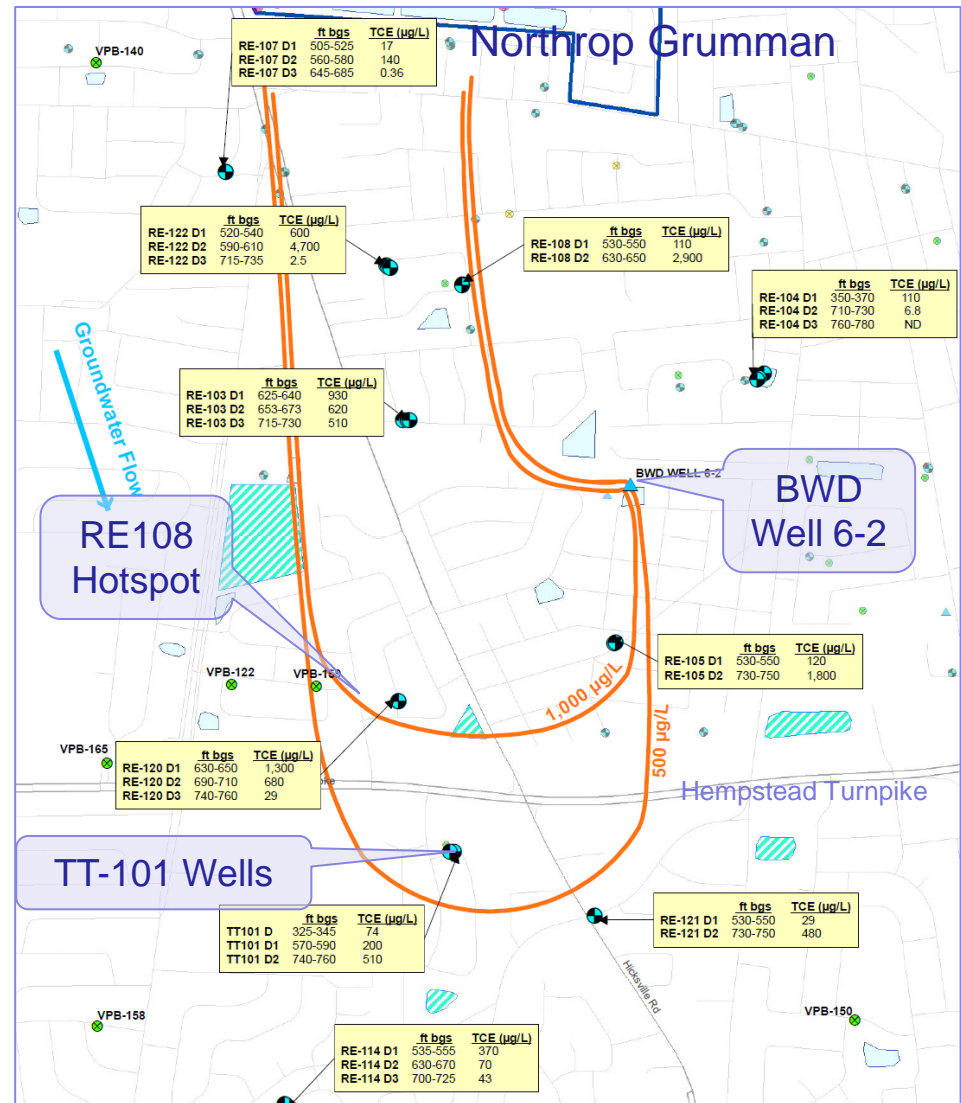 Northrop Grumman
ft bgs TCE (µg/L)
RE-107 D1 505-525 17
RE-107 D2 560-580 140
RE-107 D3 645-685 0.36
VPB-140
ft bgs TCE (µg/L)
RE-122 D1 520-540 600
RE-122 D2 590-610 4,700
RE-122 D3 715-735 2.5
ft bgs TCE (µg/L)
RE-108 D1 530-550 110
RE-108 D2 630-650 2,900
ft bgs TCE (µg/L)
RE-104 D1 350-370 110
RE-104 D2 710-730 6.8
RE-104 D3 760-780 ND
Groundwater Flow
ft bgs TCE (µg/L)
RE-103 D1 625-640 930
RE-103 D2 653-673 620
RE-103 D3 715-730 510
BWD WELL 6-2
BWD
Well 6-2
RE108
Hotspot
ft bgs TCE (µg/L)
RE-105 D1 530-550 120
RE-105 D2 730-750 1,800
VPB-122
VPB-159
1,000 µg/L
500 µg/L
VPB-165
ft bgs TCE (µg/L)
RE-120 D1 630-650 1,300
RE-120 D2 690-710 680
RE-120 D3 740-760 29
Hempstead Turnpike
TT-101 Wells
ft bgs TCE (µg/L)
TT101 D 325-345 74
TT101 D1 570-590 200
TT101 D2 740-760 510
ft bgs TCE (µg/L)
RE-121 D1 530-550 29
RE-121 D2 730-750 480
Hicksville Rd
VPB-158
VPB-150
ft bgs TCE (µg/L)
RE-114 D1 535-555 370
RE-114 D2 630-670 70
RE-114 D3 700-725 43